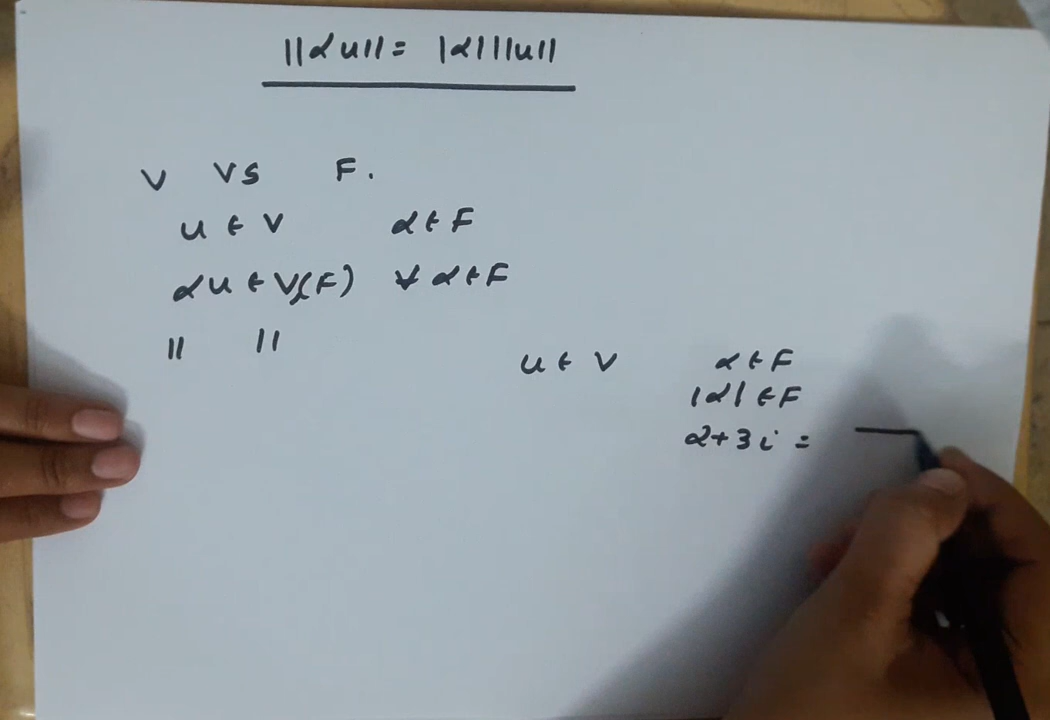 ||αu|| = |α| ||u||
V VS F.
u ∈ V α ∈ F
αu ∈ V(F) ∀ α ∈ F
|| ||
u ∈ V α ∈ F
|α| ∈ F
2+3i =